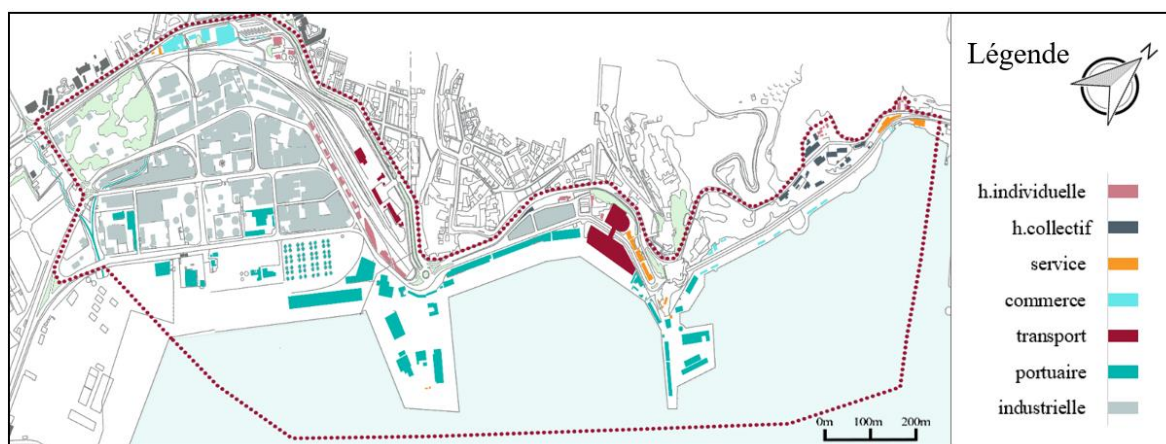 Légende
N
h.individuelle
h.collectif
service
commerce
transport
portuaire
industrielle
0m 100m 200m